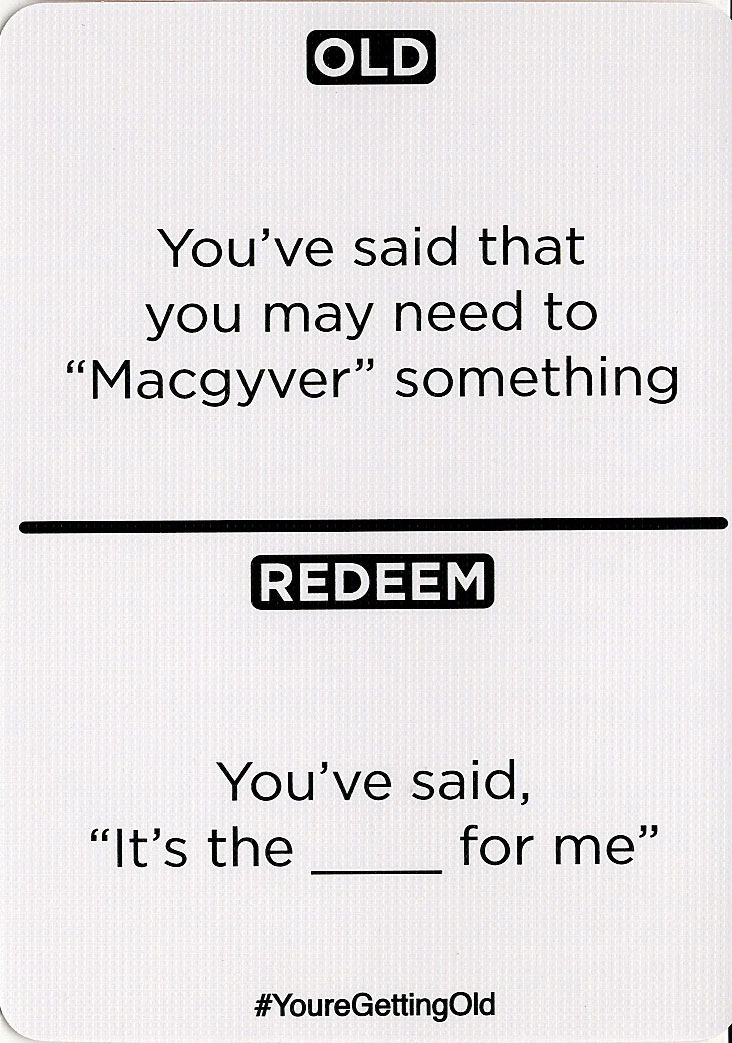 OLD
You’ve said that
you may need to
“Macgyver” something
REDEEM
You’ve said,
“It’s the ____ for me”
#YoureGettingOld